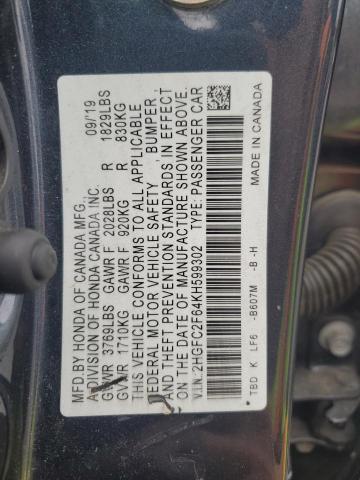 MFD.BY HONDA OF CANADA MFG., 09/'19
A DIVISION OF HONDA CANADA INC.
GVWR 3769LBS GAWR F 2028LBS R 1829LBS
GVWR 1710KG GAWR F 920KG R 830KG
THIS VEHICLE CONFORMS TO ALL APPLICABLE
FEDERAL MOTOR VEHICLE SAFETY, BUMPER,
AND THEFT PREVENTION STANDARDS IN EFFECT
ON THE DATE OF MANUFACTURE SHOWN ABOVE.
V.I.N. 2HGFC2F64KH599302 TYPE: PASSENGER CAR
TBD K LF6 -B607M -B -H MADE IN CANADA